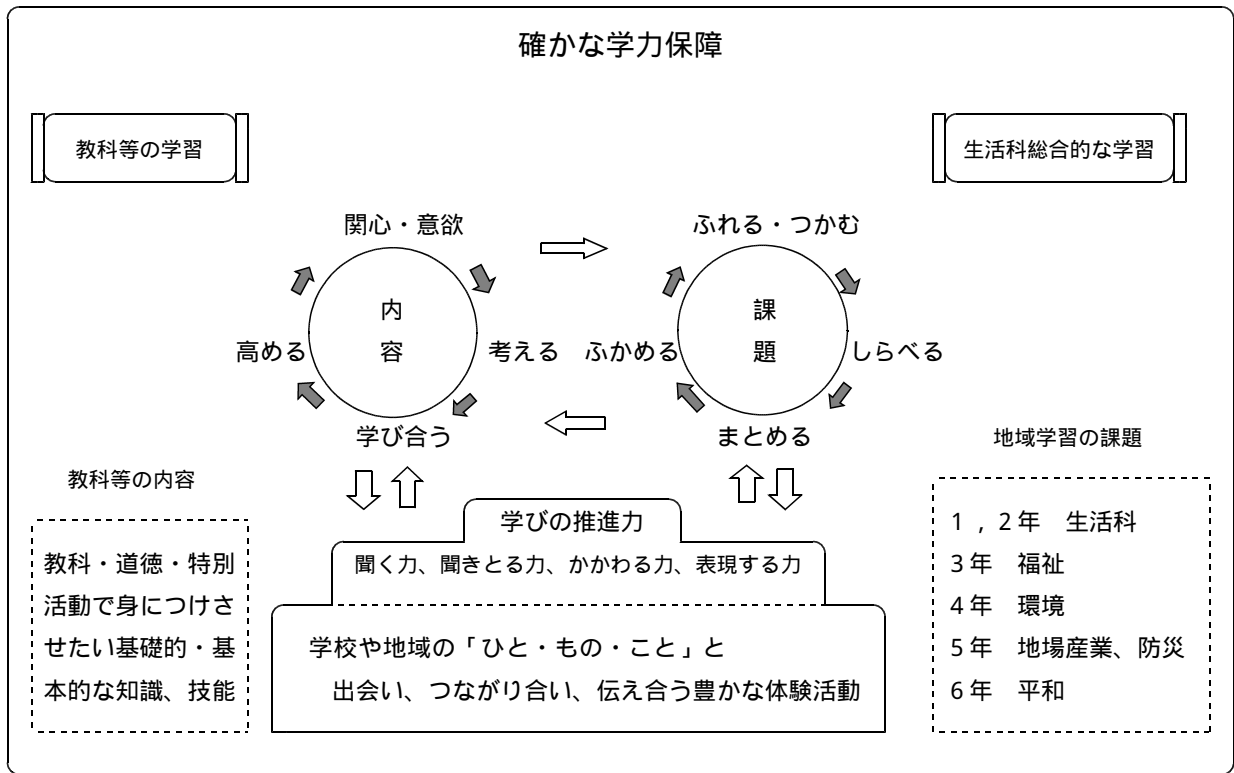 確かな学力保障
教科等の学習
生活科総合的な学習
関心・意欲
内
容
高める
考える
学び合う
ふれる・つかむ
課
題
ふかめる
しらべる
まとめる
教科等の内容
教科・道徳・特別
活動で身につけさ
せたい基礎的・基
本的な知識、技能
学びの推進力
聞く力、聞きとる力、かかわる力、表現する力
学校や地域の「ひと・もの・こと」と
出会い、つながり合い、伝え合う豊かな体験活動
地域学習の課題
1，2年　生活科
3年　福祉
4年　環境
5年　地場産業、防災
6年　平和